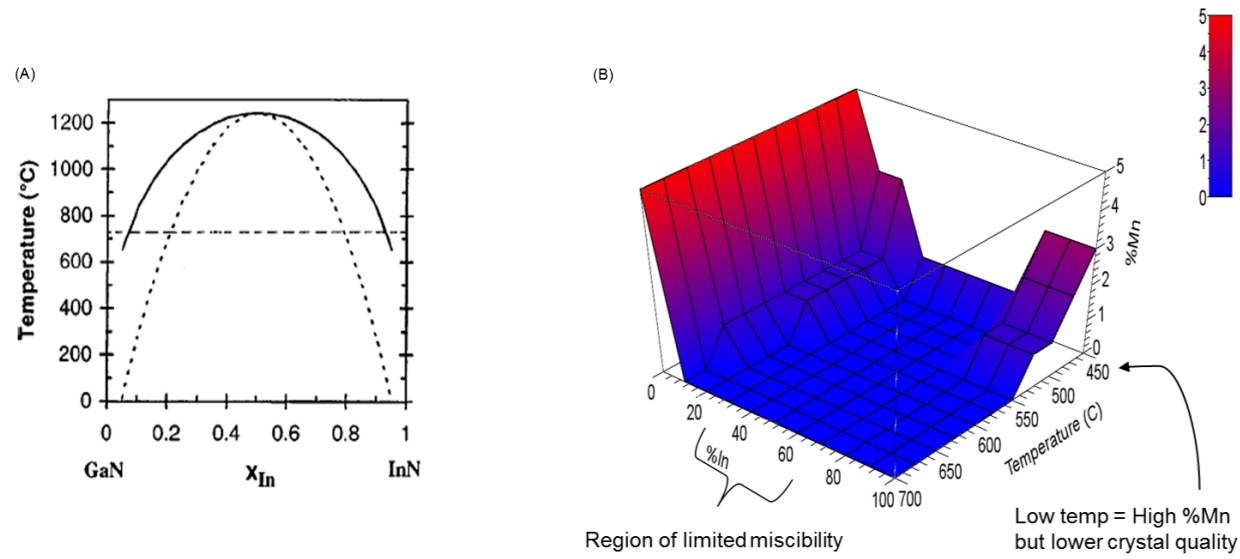 (A)
1200
1000
800
600
400
200
0
Temperature (°C)
0 0.2 0.4 0.6 0.8 1
GaN XIn InN
(B)
5
4
3
2
1
0
5
4
3
2
1
0
%Mn
0 20 40 60 80 100
%In
700 650 600 550 500 450
Temperature (C)
Region of limited miscibility
Low temp = High %Mn
but lower crystal quality